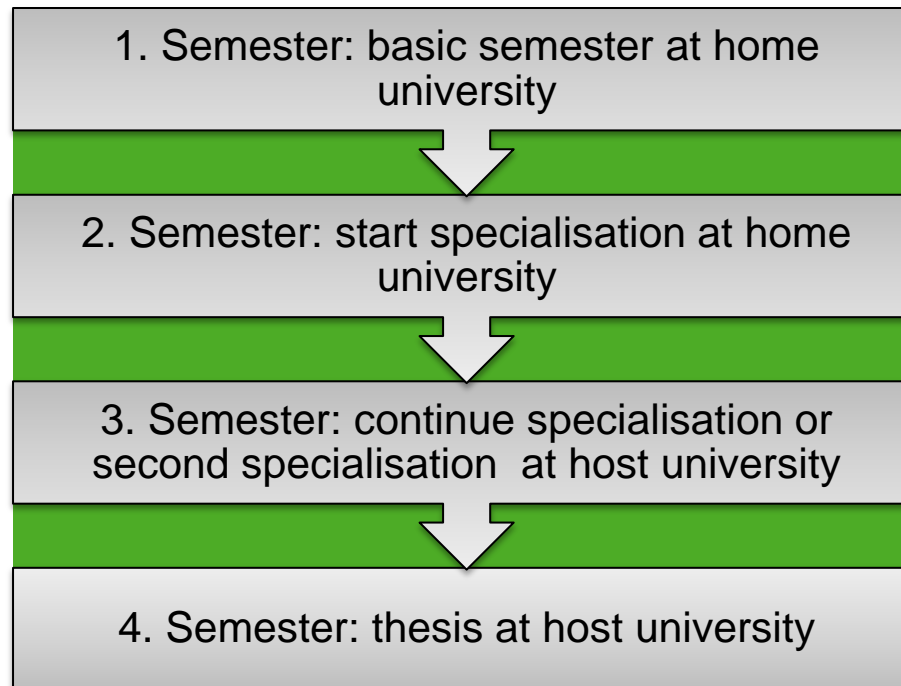 1. Semester: basic semester at home
university
2. Semester: start specialisation at home
university
3. Semester: continue specialisation or
second specialisation  at host university
4. Semester: thesis at host university